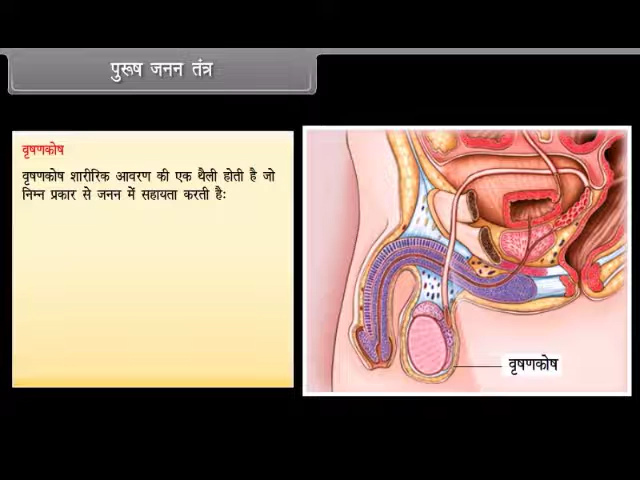 पुरूष जनन तंत्र
वृषणकोष
वृषणकोष शारीरिक आवरण की एक थैली होती है जो
निम्न प्रकार से जनन में सहायता करती है:
वृषणकोष